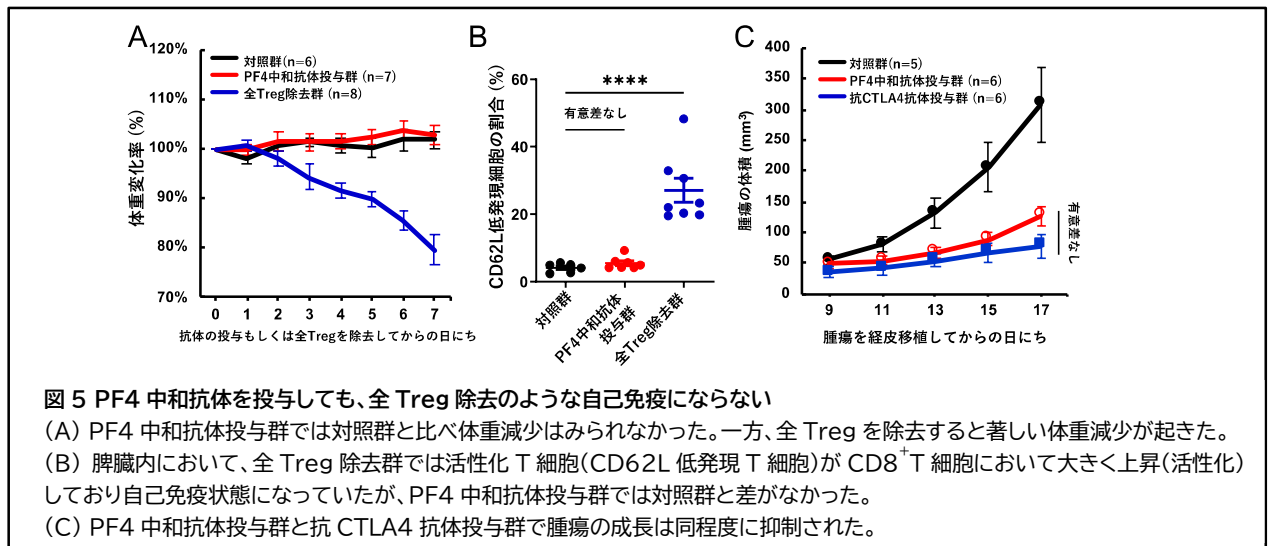 A
120%
110%
100%
90%
80%
70%
体重変化率 (%)
対照群(n=6)
PF4中和抗体投与群 (n=7)
全Treg除去群 (n=8)
0 1 2 3 4 5 6 7
抗体の投与もしくは全Tregを除去してからの日にち
B
CD62L低発現細胞の割合 (%)
60
40
20
0
****
有意差なし
対照群
PF4中和抗体
投与群
全Treg除去群
C
400
350
300
250
200
150
100
50
0
腫瘍の体積 (mm³)
対照群(n=5)
PF4中和抗体投与群 (n=6)
抗CTLA4抗体投与群 (n=6)
有意差なし
9 11 13 15 17
腫瘍を経皮移植してからの日にち
図 5 PF4 中和抗体を投与しても、全 Treg 除去のような自己免疫にならない
(A) PF4 中和抗体投与群では対照群と比べ体重減少はみられなかった。一方、全 Treg を除去すると著しい体重減少が起きた。
(B) 脾臓内において、全 Treg 除去群では活性化 T 細胞(CD62L 低発現 T 細胞)が CD8⁺T 細胞において大きく上昇(活性化)
しており自己免疫状態になっていたが、PF4 中和抗体投与群では対照群と差がなかった。
(C) PF4 中和抗体投与群と抗 CTLA4 抗体投与群で腫瘍の成長は同程度に抑制された。